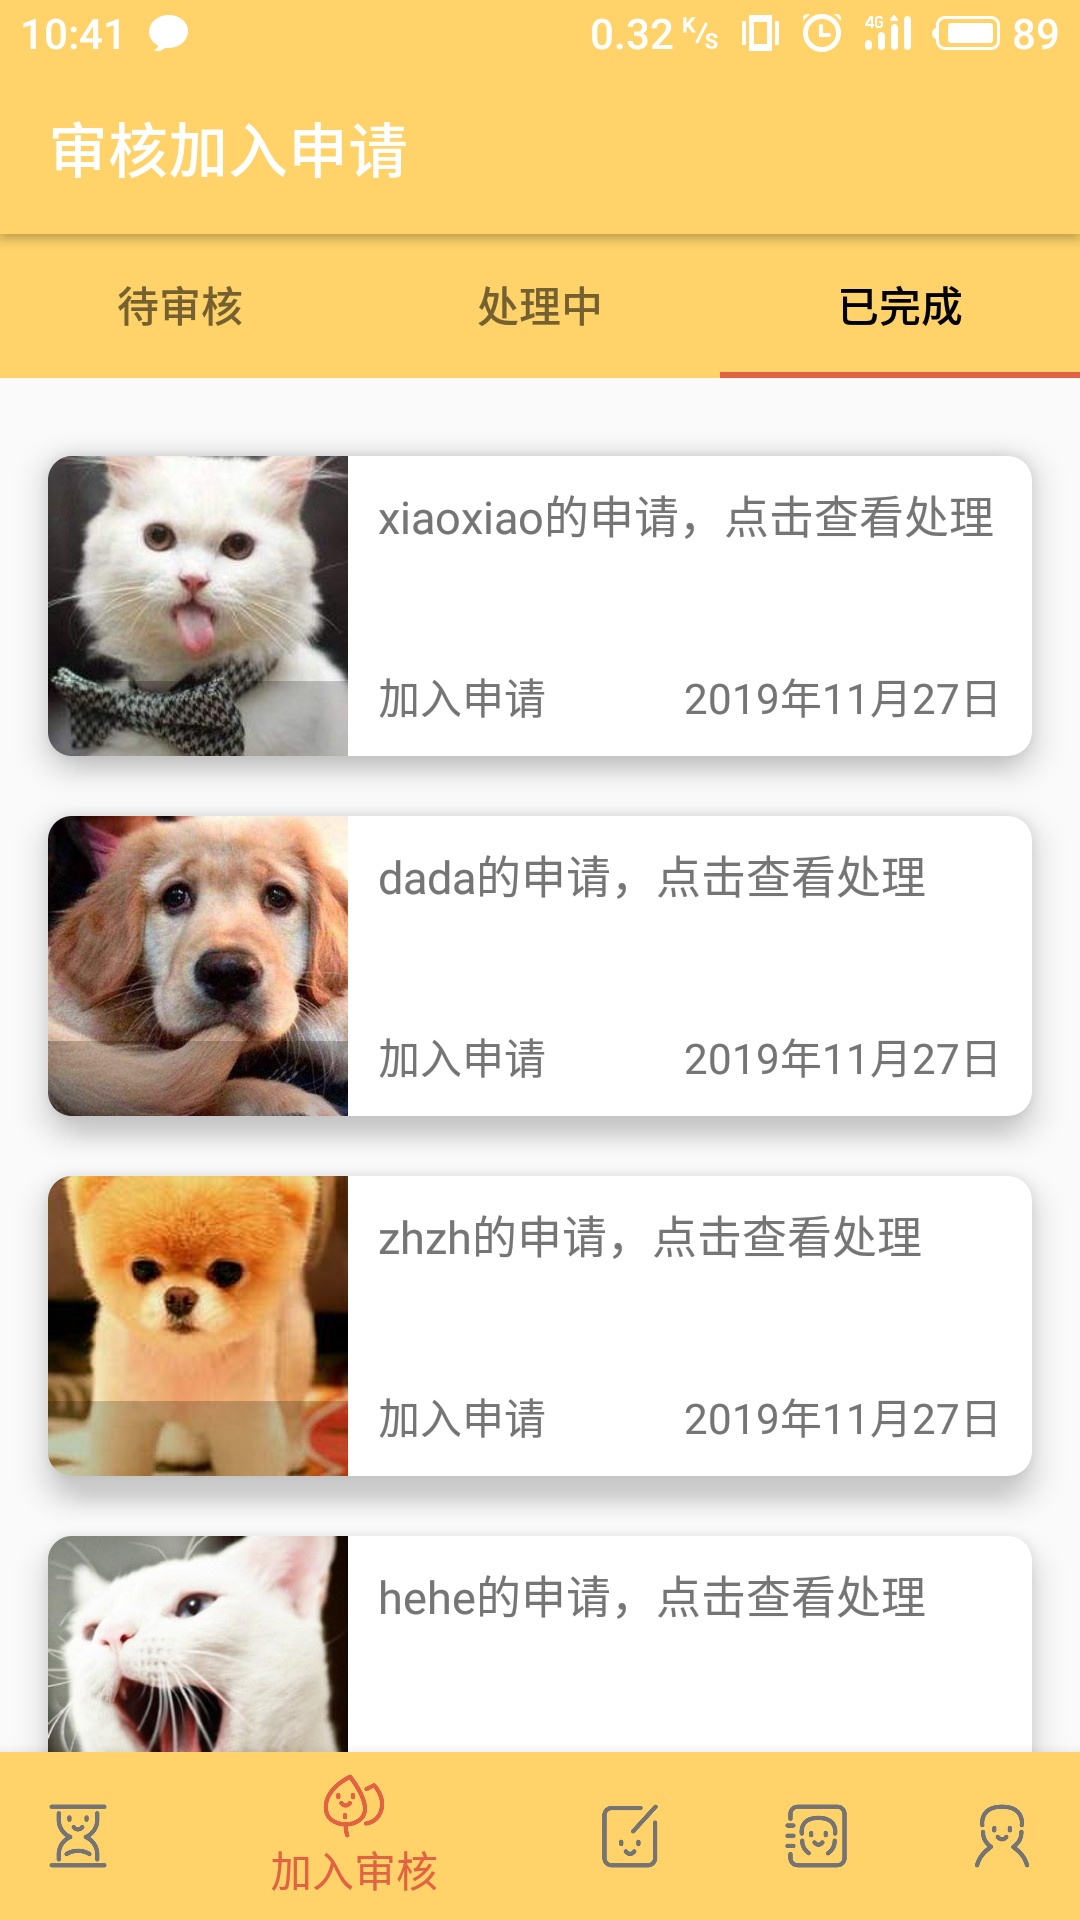 10:41 0.32 K/s 4G 89
审核加入申请
待审核 处理中 已完成
xiaoxiao的申请，点击查看处理
加入申请 2019年11月27日
dada的申请，点击查看处理
加入申请 2019年11月27日
zhzh的申请，点击查看处理
加入申请 2019年11月27日
hehe的申请，点击查看处理
加入审核